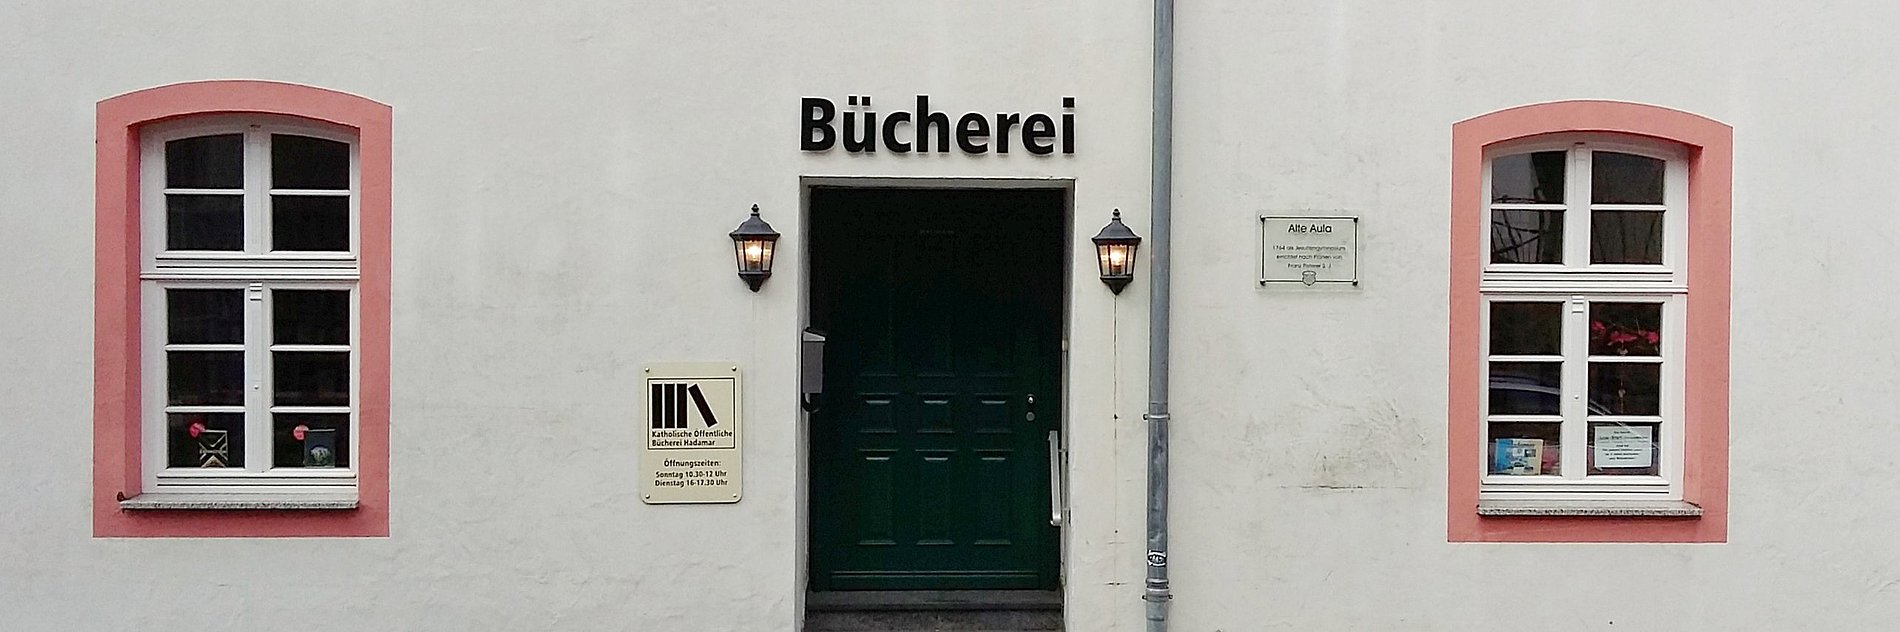 Bücherei
Katholische Öffentliche
Bücherei Hadamar
Öffnungszeiten:
Sonntag 10.30-12 Uhr
Dienstag 16-17.30 Uhr
Alte Aula
1764 als Jesuitengymnasium
errichtet nach Plänen von
Franz